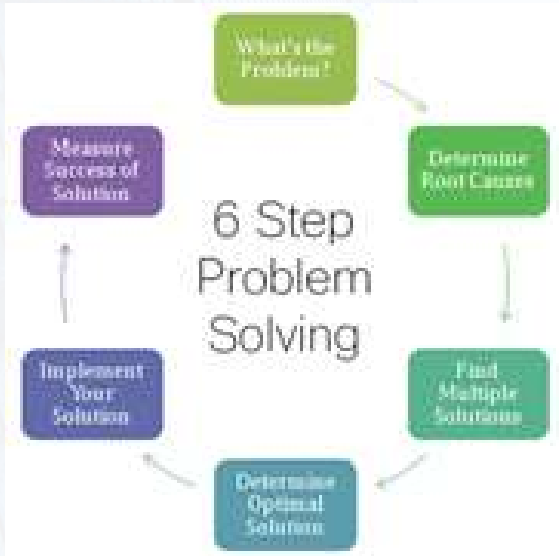 What's the
Problem?
Determine
Root Causes
Find
Multiple
Solutions
Determine
Optimal
Solution
Implement
Your
Solution
Measure
Success of
Solution
6 Step
Problem
Solving